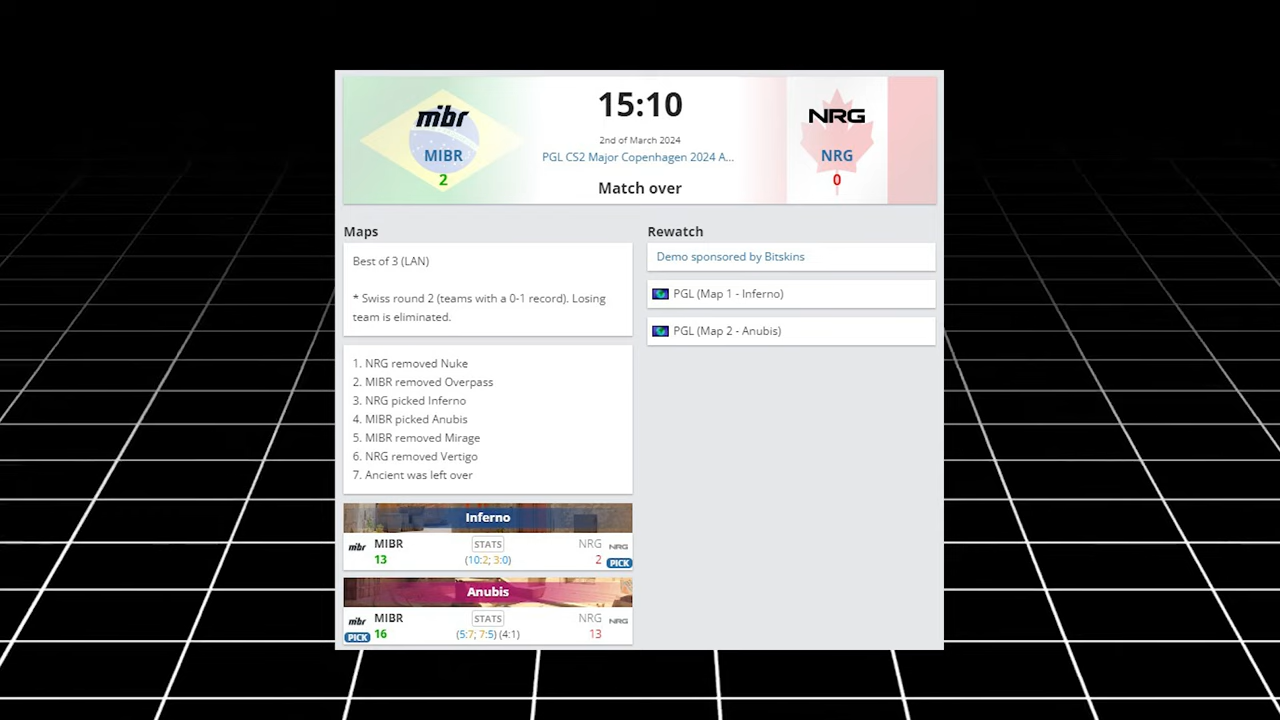 mibr
MIBR
2
15:10
2nd of March 2024
PGL CS2 Major Copenhagen 2024 A...
Match over
NRG
NRG
0
Maps
Best of 3 (LAN)
* Swiss round 2 (teams with a 0-1 record). Losing
team is eliminated.
1. NRG removed Nuke
2. MIBR removed Overpass
3. NRG picked Inferno
4. MIBR picked Anubis
5. MIBR removed Mirage
6. NRG removed Vertigo
7. Ancient was left over
Inferno
mibr MIBR STATS NRG NRG
13 (10:2; 3:0) 2 PICK
Anubis
mibr MIBR STATS NRG NRG
PICK 16 (5:7; 7:5) (4:1) 13
Rewatch
Demo sponsored by Bitskins
PGL (Map 1 - Inferno)
PGL (Map 2 - Anubis)